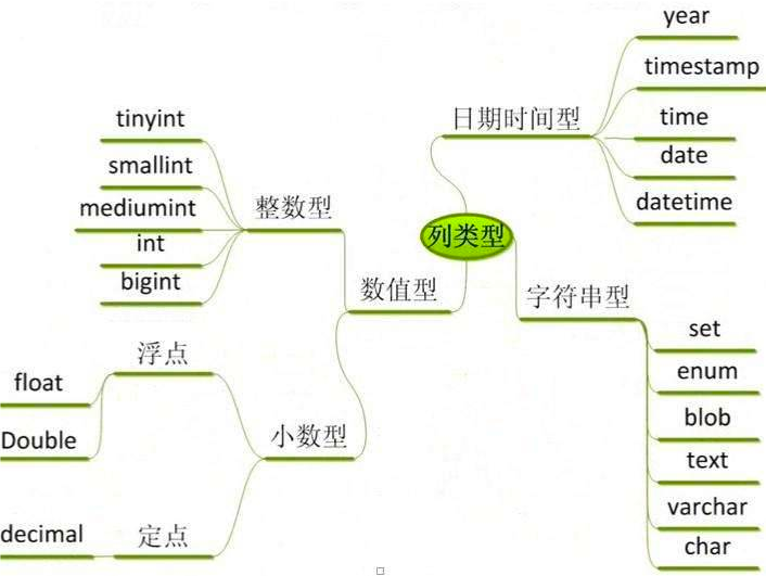 year
timestamp
日期时间型
time
date
datetime
tinyint
smallint
mediumint
int
bigint
整数型
列类型
数值型
字符串型
set
enum
blob
text
varchar
char
浮点
float
Double
小数型
decimal
定点